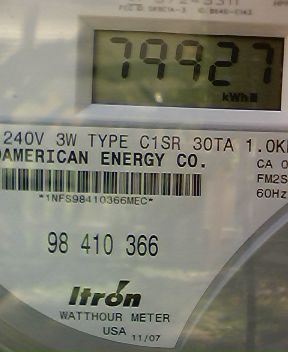 79927
kWh
240V 3W TYPE C1SR 30TA 1.0K
AMERICAN ENERGY CO.
CA 0
FM2S
60Hz
*1NFS98410366MEC*
98 410 366
Itron
WATTHOUR METER
USA 11/07